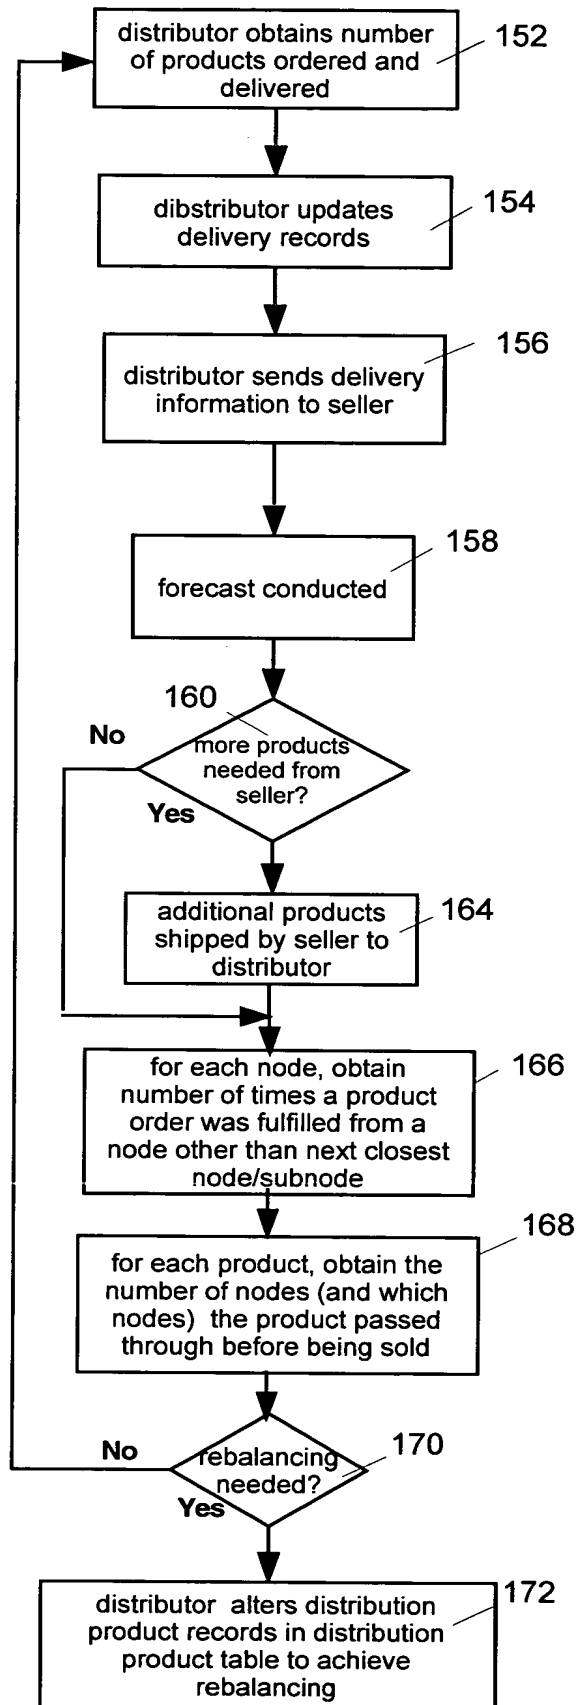 distributor obtains number
of products ordered and
delivered
152
dibstributor updates
delivery records
154
distributor sends delivery
information to seller
156
forecast conducted
158
160
No
more products
needed from
seller?
Yes
additional products
shipped by seller to
distributor
164
for each node, obtain
number of times a product
order was fulfilled from a
node other than next closest
node/subnode
166
for each product, obtain the
number of nodes (and which
nodes) the product passed
through before being sold
168
No
rebalancing
needed?
170
Yes
distributor alters distribution
product records in distribution
product table to achieve
rebalancing
172